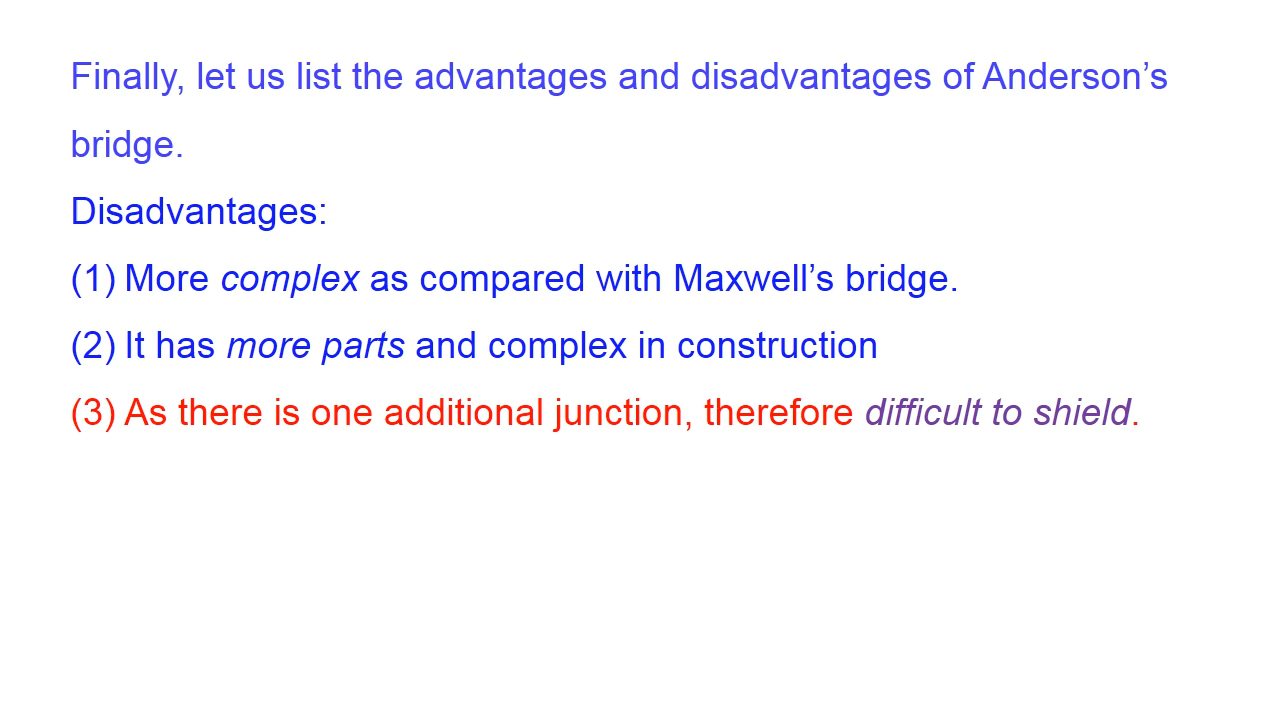 Finally, let us list the advantages and disadvantages of Anderson’s
bridge.
Disadvantages:
(1) More complex as compared with Maxwell’s bridge.
(2) It has more parts and complex in construction
(3) As there is one additional junction, therefore difficult to shield.